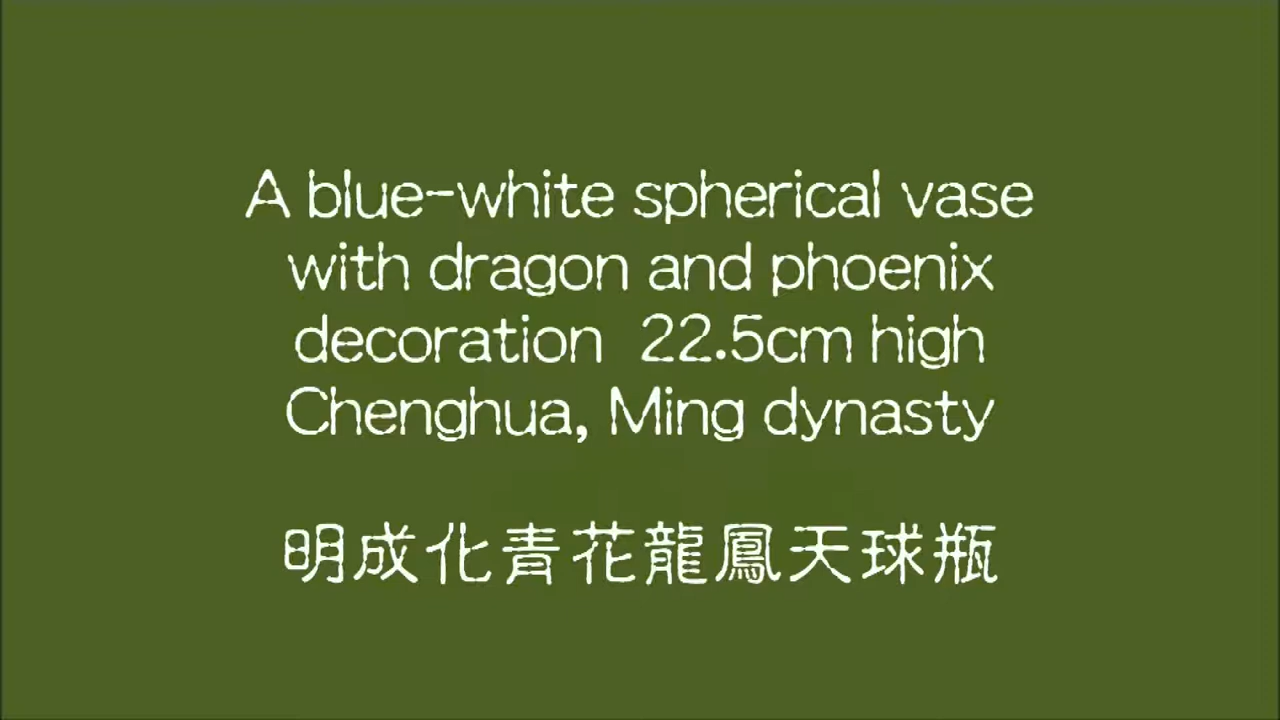 A blue-white spherical vase
with dragon and phoenix
decoration  22.5cm high
Chenghua, Ming dynasty
明成化青花龍鳳天球瓶